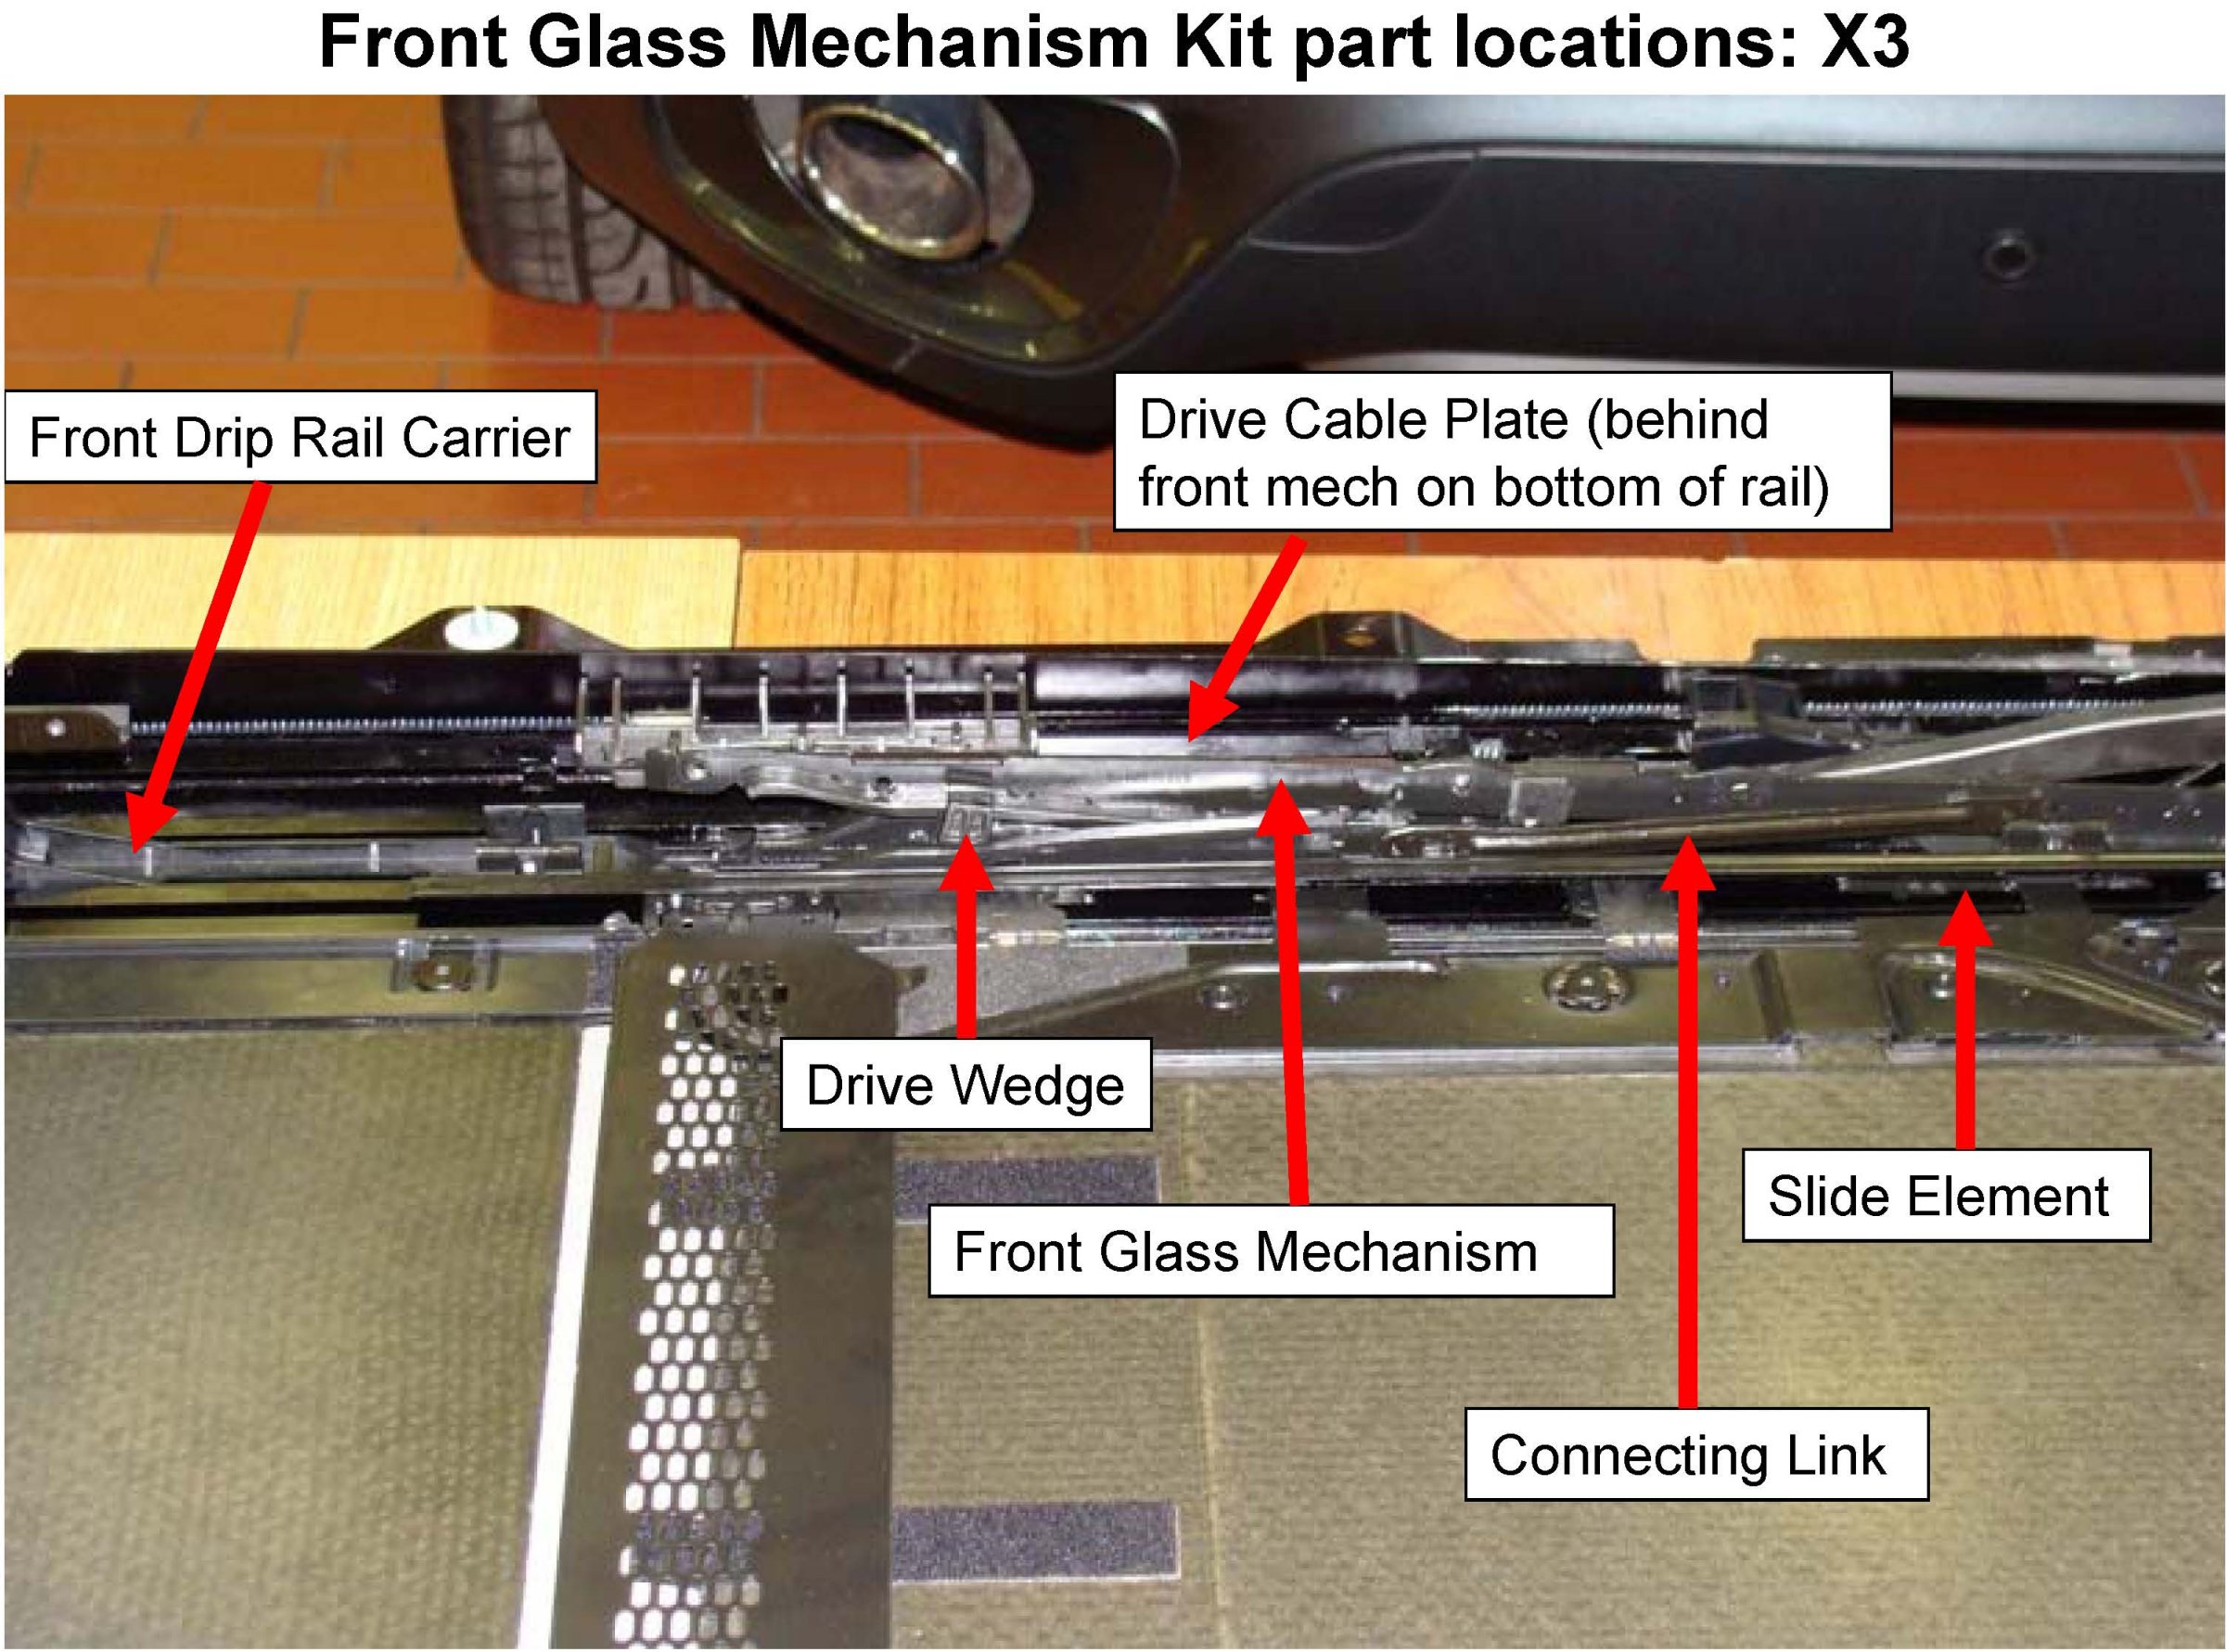 Front Glass Mechanism Kit part locations: X3
Front Drip Rail Carrier
Drive Cable Plate (behind
front mech on bottom of rail)
Drive Wedge
Front Glass Mechanism
Slide Element
Connecting Link